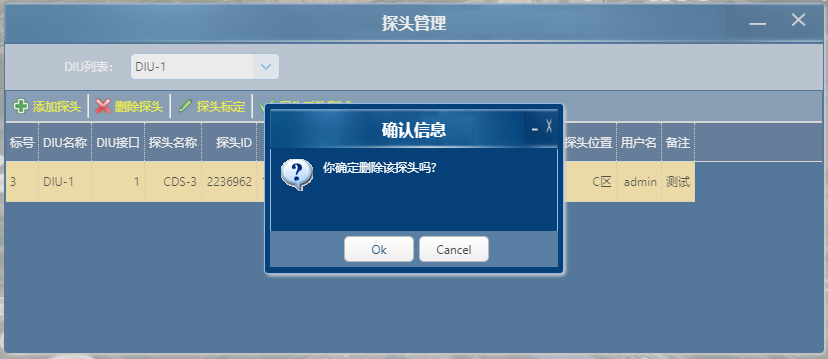 探头管理
DIU列表： DIU-1
添加探头 删除探头 探头标定
确认信息
标号 DIU名称 DIU接口 探头名称 探头ID 探头位置 用户名 备注
你确定删除该探头吗?
3 DIU-1 1 CDS-3 2236962 C区 admin 测试
Ok Cancel